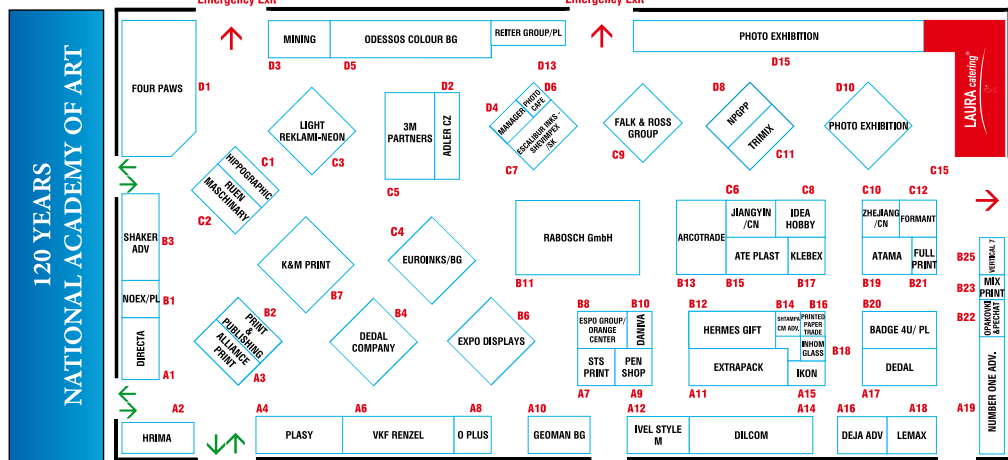 Emergency Exit
Emergency Exit
120 YEARS
NATIONAL ACADEMY OF ART
FOUR PAWS
D1
MINING
D3
ODESSOS COLOUR BG
D5
REITER GROUP/PL
D13
PHOTO EXHIBITION
D15
LAURA catering
LIGHT
REKLAMI-NEON
C3
3M
PARTNERS
C5
D2
ADLER CZ
D4
MANAGER
D6
PHOTO
CAFE
ESCALIBUR INKS -
SHEVIMPEX
/SK
C7
FALK & ROSS
GROUP
C9
D8
NPGPP
TRIMIX
C11
D10
PHOTO EXHIBITION
C15
C1
HIPPOGRAPHIC
RUEN
MASCHINARY
C2
SHAKER
ADV
B3
NOEX/PL
B1
DIRECTA
A1
K&M PRINT
B7
C4
EUROINKS/BG
RABOSCH GmbH
B11
ARCOTRADE
B13
C6
JIANGYIN
/CN
C8
IDEA
HOBBY
ATE PLAST
B15
KLEBEX
B17
C10
ZHEJIANG
/CN
C12
FORMANT
ATAMA
B19
FULL
PRINT
B21
B25
VERTICAL 7
B23
MIX
PRINT
B22
OPAKOVKI
&PECHAT
A19
NUMBER ONE ADV.
B2
PRINT
&
PUBLISHING
ALLIANCE
PRINT
A3
B4
DEDAL
COMPANY
B6
EXPO DISPLAYS
B8
ESPO GROUP/
ORANGE
CENTER
B10
DANIVA
STS
PRINT
A7
PEN
SHOP
A9
B12
HERMES GIFT
B14
SHTAMPA
CM ADV.
B16
PRINTED
PAPER
TRADE
INHOM
GLASS
B18
EXTRAPACK
A11
IKON
A15
B20
BADGE 4U/ PL
DEDAL
A17
A2
HRIMA
A4
PLASY
A6
VKF RENZEL
A8
O PLUS
A10
GEOMAN BG
A12
IVEL STYLE
M
DILCOM
A14
A16
DEJA ADV
A18
LEMAX